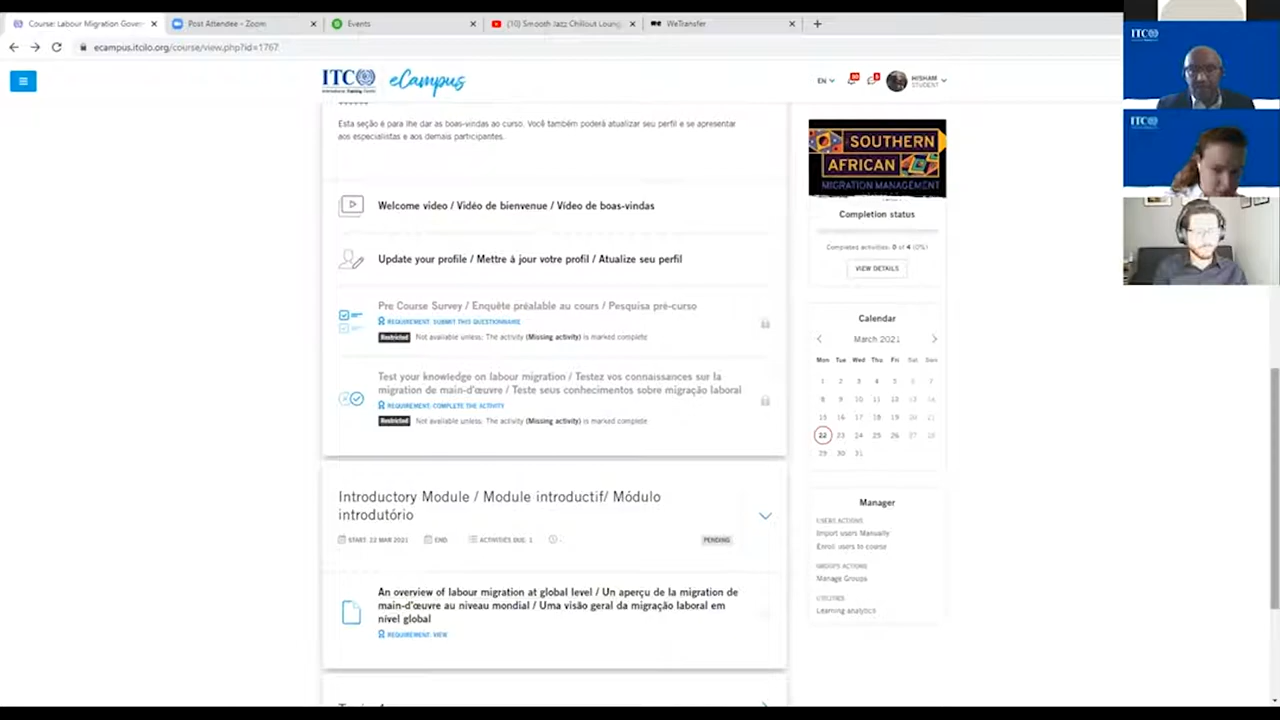 Course: Labour Migration Gover
Post Attendee - Zoom
Events
(10) Smooth Jazz Chillout Loung
WeTransfer
ecampus.itcilo.org/course/view.php?id=1767
ITC
International Training Centre
eCampus
EN
HISHAM
STUDENT
Esta seção é para lhe dar as boas-vindas ao curso. Você também poderá atualizar seu perfil e se apresentar
aos especialistas e aos demais participantes.
Welcome video / Vidéo de bienvenue / Vídeo de boas-vindas
Update your profile / Mettre à jour votre profil / Atualize seu perfil
Pre Course Survey / Enquête préalable au cours / Pesquisa pré-curso
REQUIREMENT: SUBMIT THIS QUESTIONNAIRE
Restricted Not available unless: The activity (Missing activity) is marked complete
Test your knowledge on labour migration / Testez vos connaissances sur la
migration de main-d'œuvre / Teste seus conhecimentos sobre migração laboral
REQUIREMENT: COMPLETE THE ACTIVITY
Restricted Not available unless: The activity (Missing activity) is marked complete
Introductory Module / Module introductif/ Módulo
introdutório
START: 22 MAR 2021 END: ACTIVITIES DUE: 1 -
PENDING
An overview of labour migration at global level / Un aperçu de la migration de
main-d'œuvre au niveau mondial / Uma visão geral da migração laboral em
nível global
REQUIREMENT: VIEW
SOUTHERN
AFRICAN
MIGRATION MANAGEMENT
Completion status
Completed activities: 0 of 4 (0%)
VIEW DETAILS
Calendar
March 2021
Mon Tue Wed Thu Fri Sat Sun
1 2 3 4 5 6 7
8 9 10 11 12 13 14
15 16 17 18 19 20 21
22 23 24 25 26 27 28
29 30 31
Manager
USERS ACTIONS
Import users Manually
Enroll users to course
GROUPS ACTIONS
Manage Groups
UTILITIES
Learning analytics
ITC
ITC